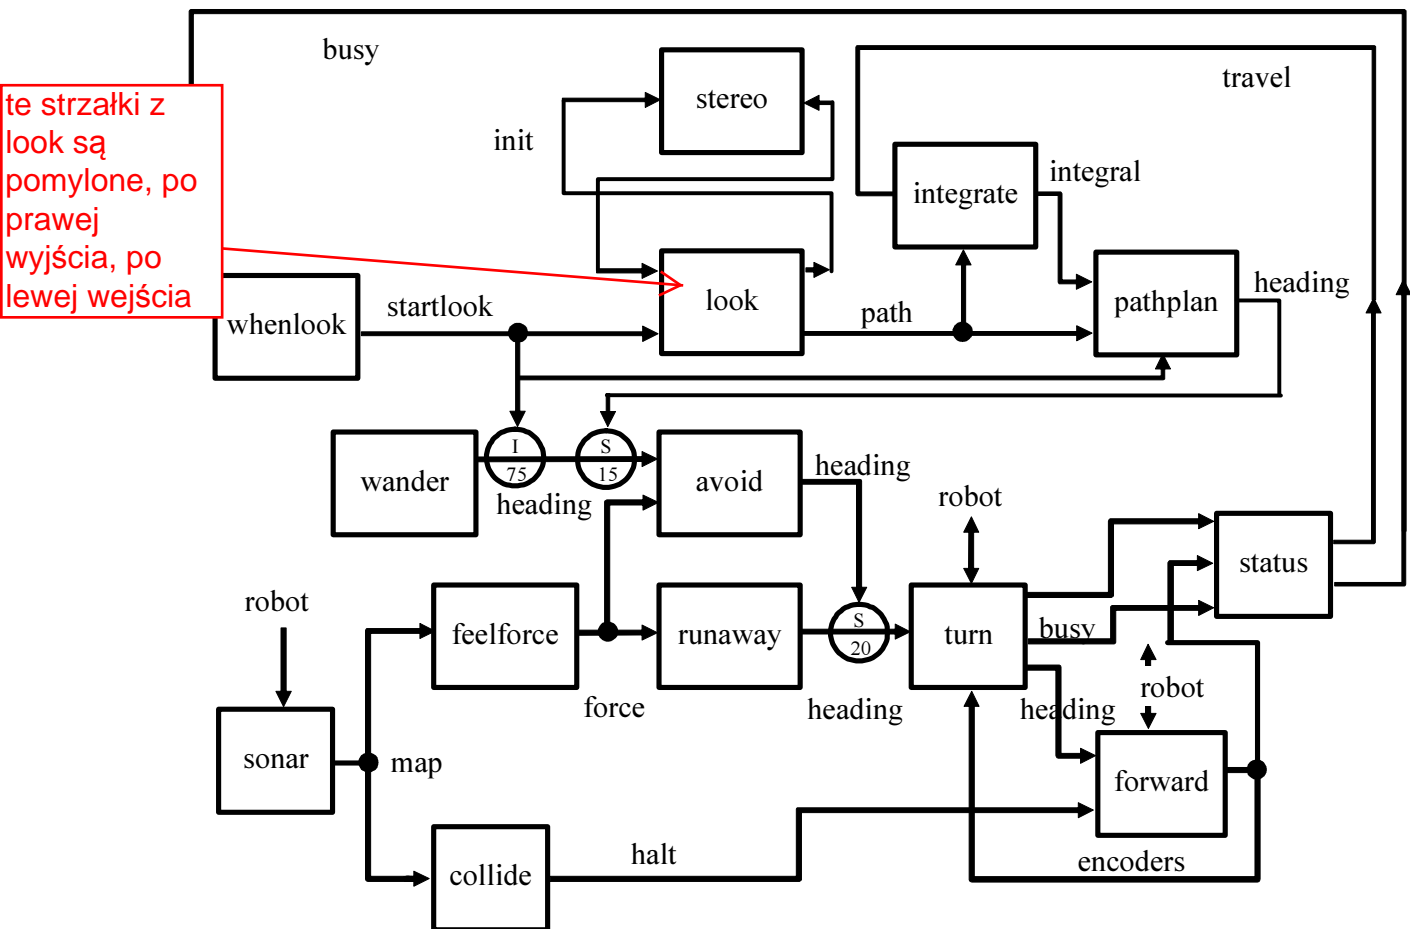 busy
travel
stereo
te strzałki z
look są
pomylone, po
prawej
wyjścia, po
lewej wejścia
init
integrate
integral
whenlook
startlook
look
path
pathplan
heading
wander
I
75
S
15
heading
avoid
heading
robot
status
robot
feelforce
runaway
S
20
turn
busy
force
heading
heading
robot
sonar
map
forward
collide
halt
encoders